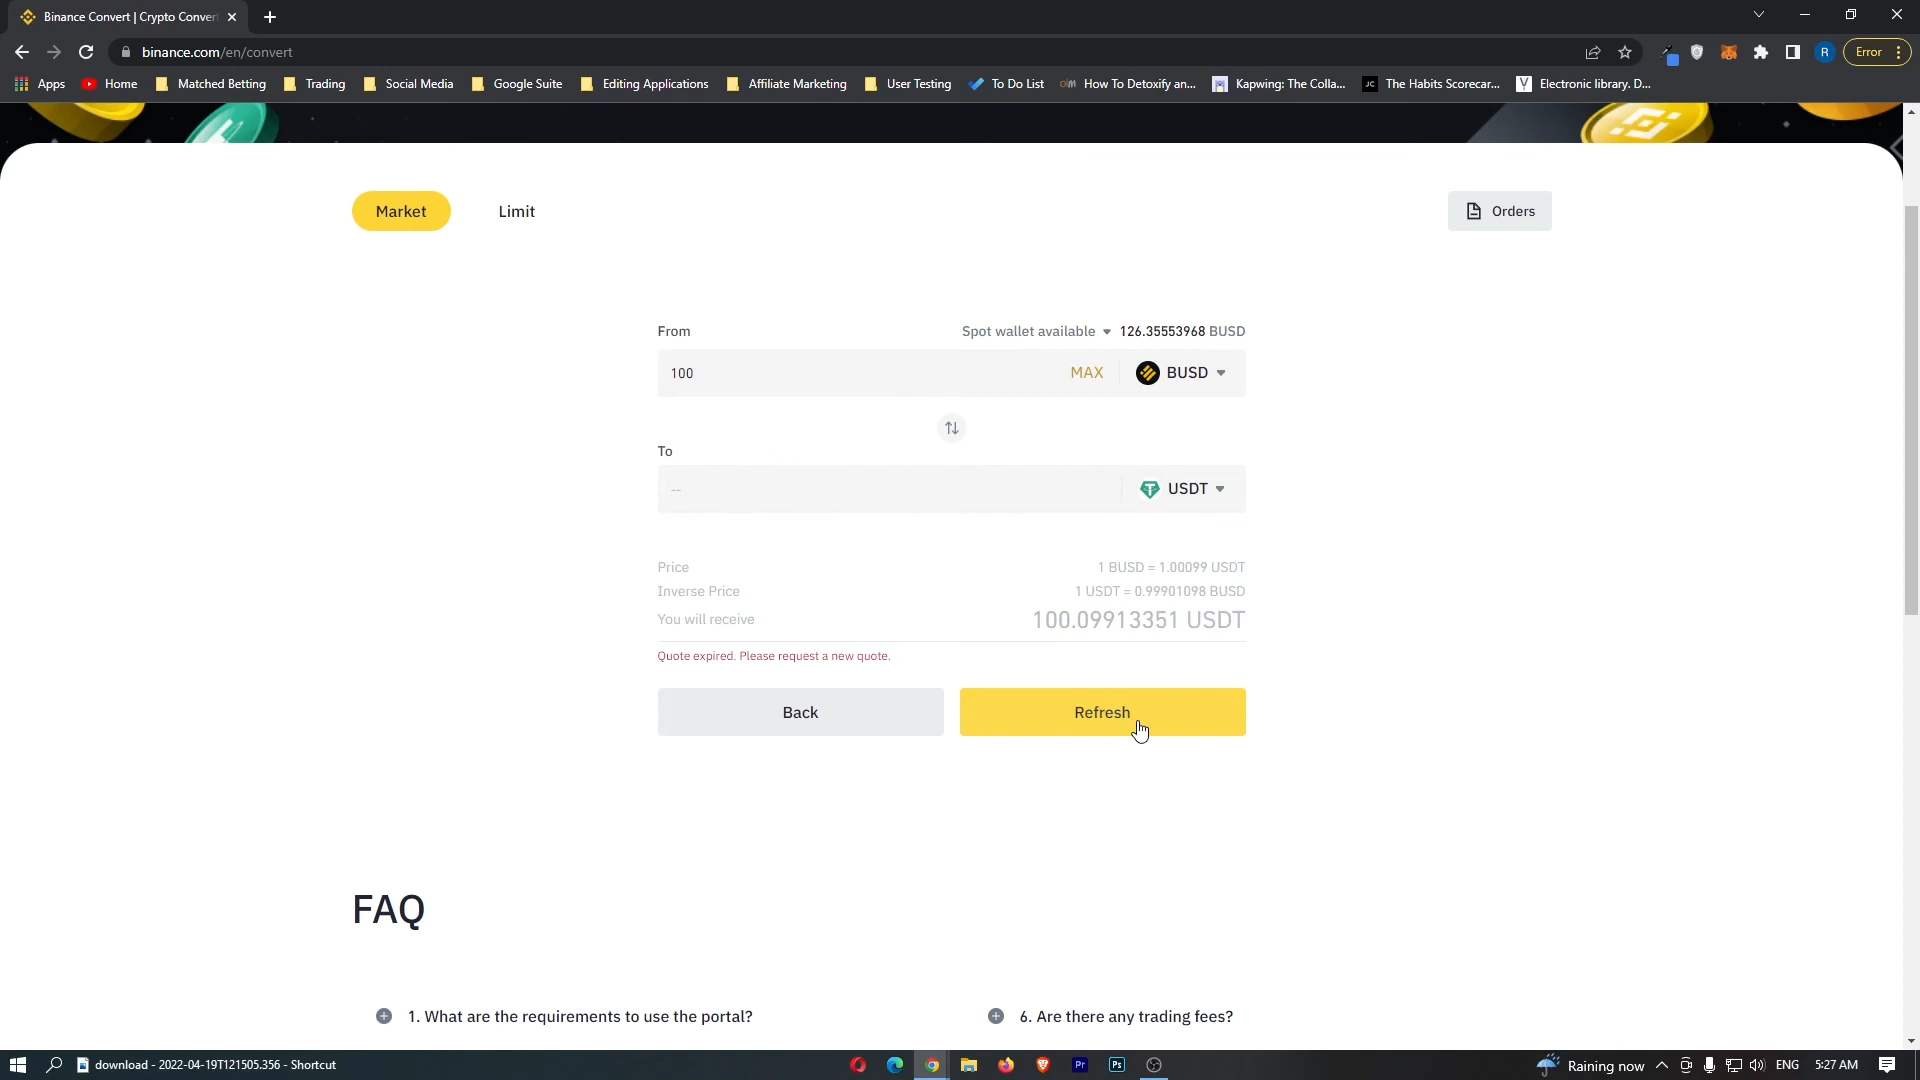 Binance Convert | Crypto Conver
binance.com/en/convert
R
Error
Apps Home Matched Betting Trading Social Media Google Suite Editing Applications Affiliate Marketing User Testing To Do List How To Detoxify an... Kapwing: The Colla... JC The Habits Scorecar... Electronic library. D...
Market Limit Orders
From Spot wallet available 126.35553968 BUSD
100 MAX BUSD
To
-- USDT
Price 1 BUSD = 1.00099 USDT
Inverse Price 1 USDT = 0.99901098 BUSD
You will receive 100.09913351 USDT
Quote expired. Please request a new quote.
Back Refresh
FAQ
1. What are the requirements to use the portal? 6. Are there any trading fees?
download - 2022-04-19T121505.356 - Shortcut Pr Ps Raining now ENG 5:27 AM